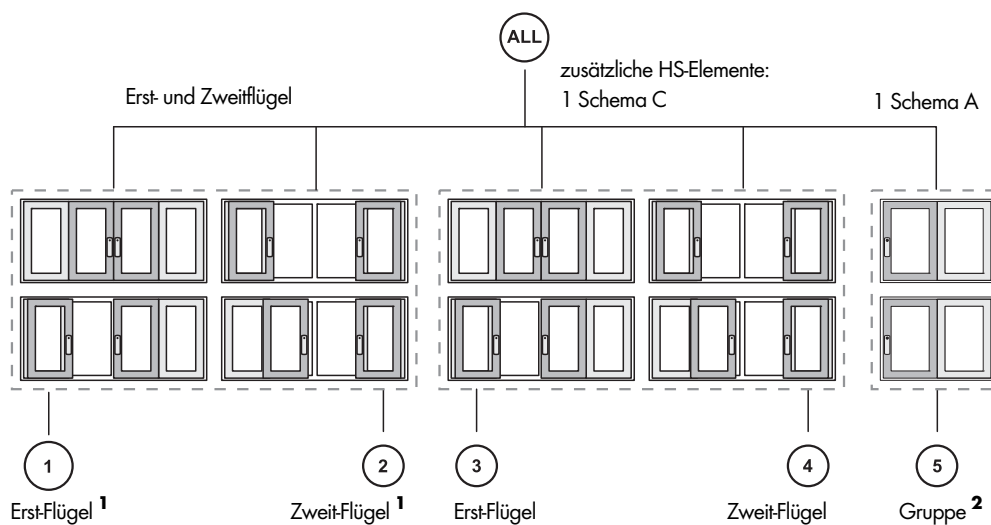 ALL
zusätzliche HS-Elemente:
Erst- und Zweitflügel
1 Schema C
1 Schema A
1
2
3
4
5
Erst-Flügel 1
Zweit-Flügel 1
Erst-Flügel
Zweit-Flügel
Gruppe 2